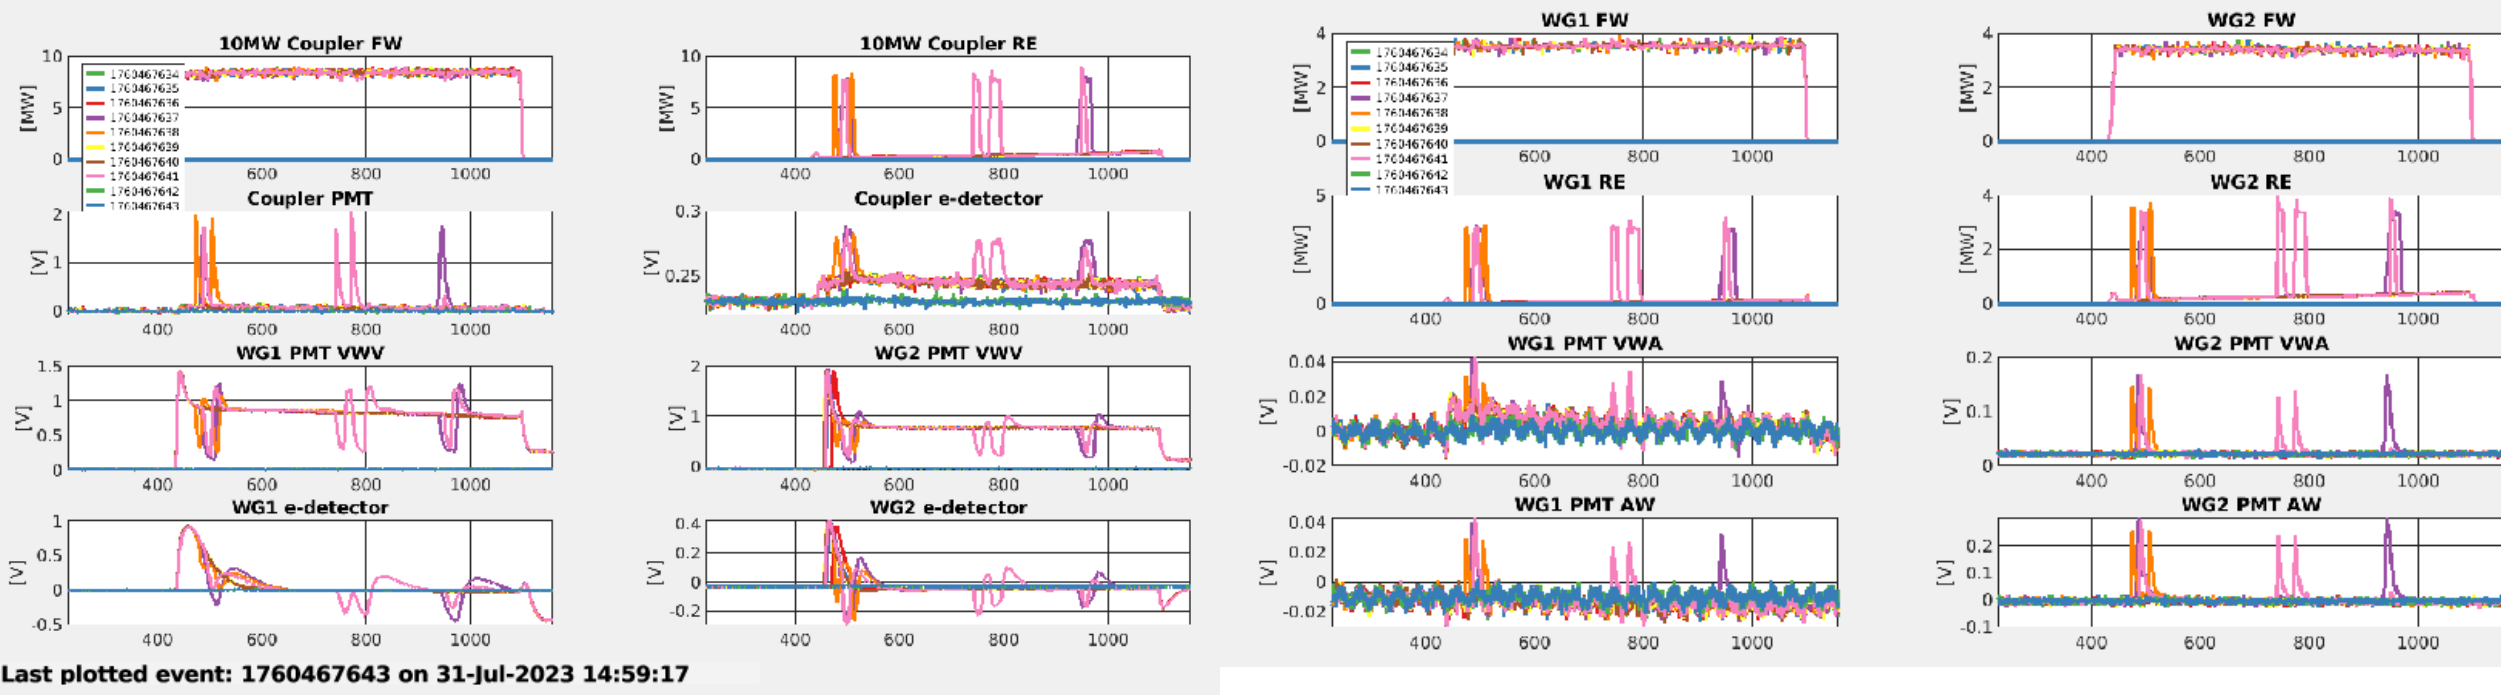 10MW Coupler FW
10
5
0
[MW]
1760467634
1760467635
1760467636
1760467637
1760467638
1760467639
1760467640
1760467641
1760467642
1760467643
600 800 1000
10MW Coupler RE
10
5
0
[MW]
400 600 800 1000
WG1 FW
4
2
0
[MW]
1760467634
1760467635
1760467636
1760467637
1760467638
1760467639
1760467640
1760467641
1760467642
1760467643
600 800 1000
WG2 FW
4
2
0
[MW]
400 600 800 1000
Coupler PMT
2
1
0
[V]
400 600 800 1000
Coupler e-detector
0.3
0.25
[V]
400 600 800 1000
WG1 RE
5
0
[MW]
400 600 800 1000
WG2 RE
4
2
0
[MW]
400 600 800 1000
WG1 PMT VWV
1.5
1
0.5
0
[V]
400 600 800 1000
WG2 PMT VWV
2
1
0
[V]
400 600 800 1000
WG1 PMT VWA
0.04
0.02
0
-0.02
[V]
400 600 800 1000
WG2 PMT VWA
0.2
0.1
0
[V]
400 600 800 1000
WG1 e-detector
1
0.5
0
-0.5
[V]
400 600 800 1000
WG2 e-detector
0.4
0.2
0
-0.2
[V]
400 600 800 1000
WG1 PMT AW
0.04
0.02
0
-0.02
[V]
400 600 800 1000
WG2 PMT AW
0.2
0.1
0
-0.1
[V]
400 600 800 1000
Last plotted event: 1760467643 on 31-Jul-2023 14:59:17